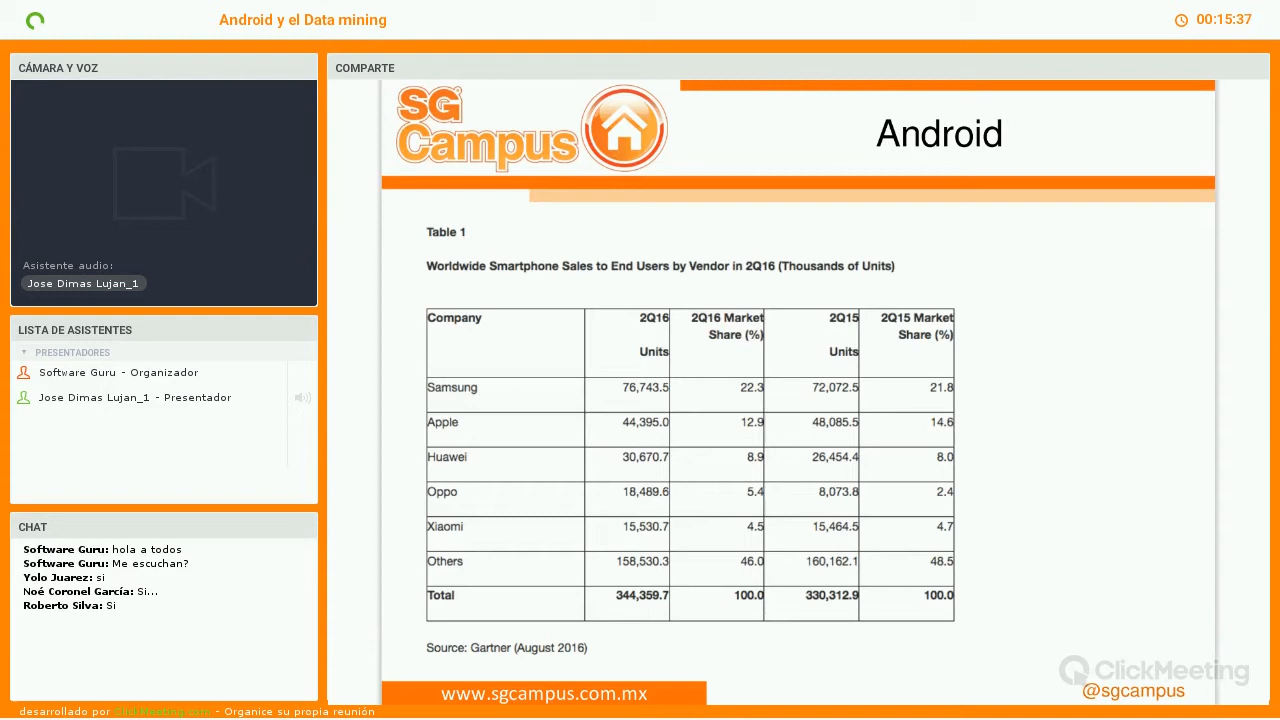 Android y el Data mining
00:15:37
CÁMARA Y VOZ
Asistente audio:
Jose Dimas Lujan_1
LISTA DE ASISTENTES
PRESENTADORES
Software Guru - Organizador
Jose Dimas Lujan_1 - Presentador
CHAT
Software Guru: hola a todos
Software Guru: Me escuchan?
Yolo Juarez: si
Noé Coronel García: Si...
Roberto Silva: Si
COMPARTE
SG
Campus
Android
Table 1
Worldwide Smartphone Sales to End Users by Vendor in 2Q16 (Thousands of Units)
Company 2Q16 Units 2Q16 Market Share (%) 2Q15 Units 2Q15 Market Share (%)
Samsung 76,743.5 22.3 72,072.5 21.8
Apple 44,395.0 12.9 48,085.5 14.6
Huawei 30,670.7 8.9 26,454.4 8.0
Oppo 18,489.6 5.4 8,073.8 2.4
Xiaomi 15,530.7 4.5 15,464.5 4.7
Others 158,530.3 46.0 160,162.1 48.5
Total 344,359.7 100.0 330,312.9 100.0
Source: Gartner (August 2016)
www.sgcampus.com.mx
ClickMeeting
@sgcampus
desarrollado por ClickMeeting.com - Organice su propia reunión